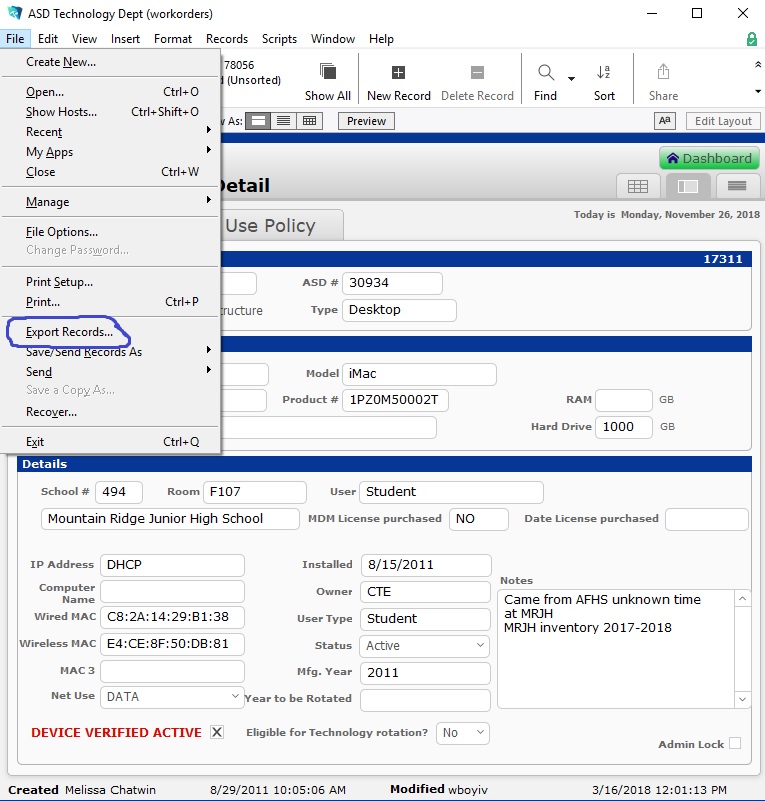 ASD Technology Dept (workorders)
File Edit View Insert Format Records Scripts Window Help
Create New...
Open... Ctrl+O
Show Hosts... Ctrl+Shift+O
Recent
My Apps
Close Ctrl+W
Manage
File Options...
Change Password...
Print Setup...
Print... Ctrl+P
Export Records...
Save/Send Records As
Send
Save a Copy As...
Recover...
Exit Ctrl+Q
78056
(Unsorted)
Show All New Record Delete Record Find Sort Share
As: Preview Aa Edit Layout
Dashboard
Detail
Use Policy
Today is Monday, November 26, 2018
17311
ASD # 30934
Type Desktop
Model iMac
Product # 1PZ0M50002T RAM GB
Hard Drive 1000 GB
Details
School # 494 Room F107 User Student
Mountain Ridge Junior High School MDM License purchased NO Date License purchased
IP Address DHCP Installed 8/15/2011
Computer Name Owner CTE
Wired MAC C8:2A:14:29:B1:38 User Type Student
Wireless MAC E4:CE:8F:50:DB:81 Status Active
MAC 3 Mfg. Year 2011
Net Use DATA Year to be Rotated
Notes
Came from AFHS unknown time
at MRJH
MRJH inventory 2017-2018
DEVICE VERIFIED ACTIVE X Eligible for Technology rotation? No
Admin Lock
Created Melissa Chatwin 8/29/2011 10:05:06 AM Modified wboyiv 3/16/2018 12:01:13 PM